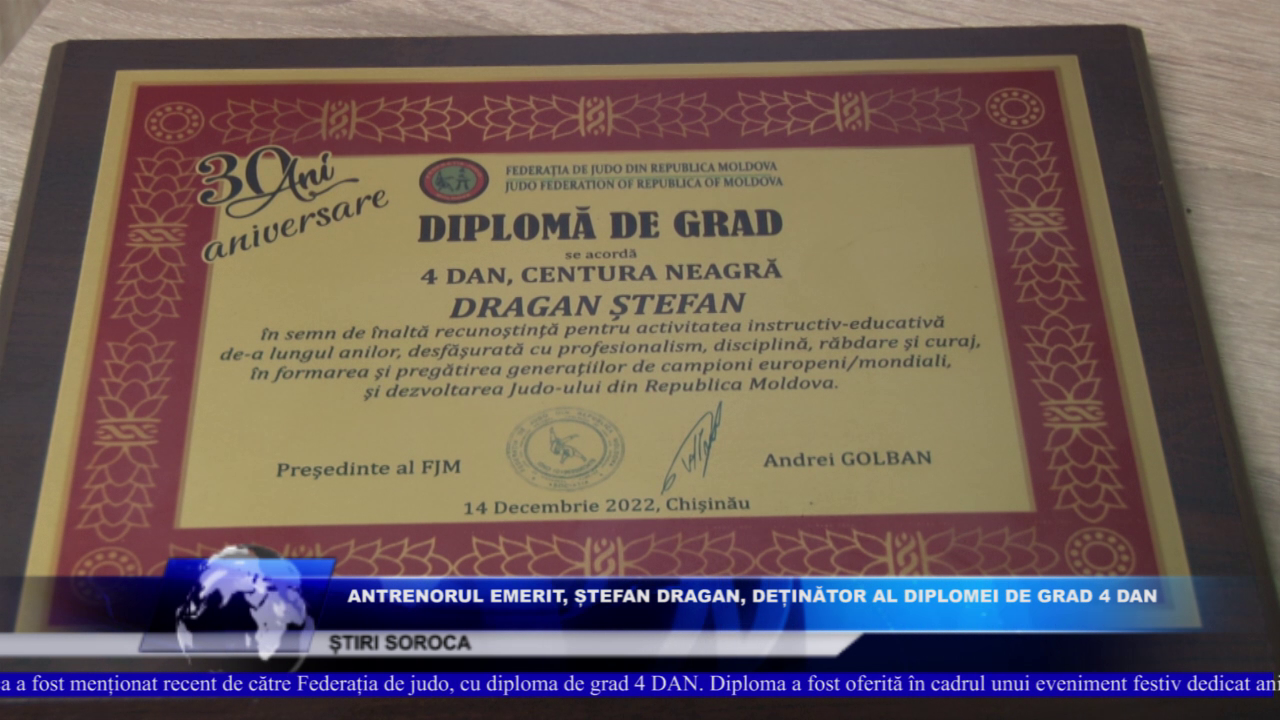 30 Ani
aniversare
FEDERAȚIA DE JUDO DIN REPUBLICA MOLDOVA
JUDO FEDERATION OF REPUBLICA OF MOLDOVA
DIPLOMĂ DE GRAD
se acordă
4 DAN, CENTURA NEAGRĂ
DRAGAN ȘTEFAN
în semn de înaltă recunoștință pentru activitatea instructiv-educativă
de-a lungul anilor, desfășurată cu profesionalism, disciplină, răbdare și curaj,
în formarea și pregătirea generațiilor de campioni europeni/mondiali,
și dezvoltarea Judo-ului din Republica Moldova.
Președinte al FJM
Andrei GOLBAN
14 Decembrie 2022, Chișinău
ANTRENORUL EMERIT, ȘTEFAN DRAGAN, DEȚINĂTOR AL DIPLOMEI DE GRAD 4 DAN
ȘTIRI SOROCA
a a fost menționat recent de către Federația de judo, cu diploma de grad 4 DAN. Diploma a fost oferită în cadrul unui eveniment festiv dedicat ani